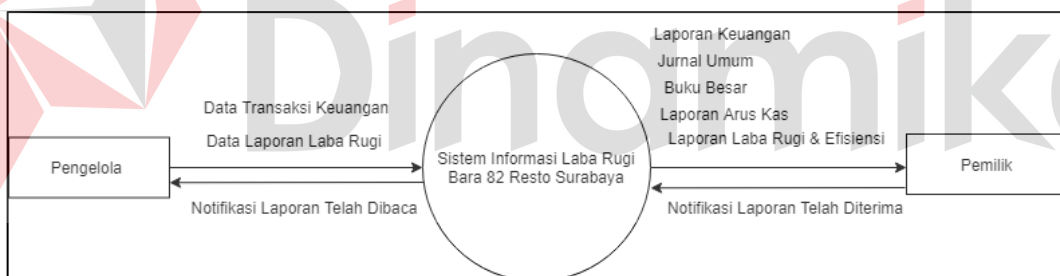 Dinamik
Laporan Keuangan
Jurnal Umum
Buku Besar
Laporan Arus Kas
Laporan Laba Rugi & Efisiensi
Data Transaksi Keuangan
Data Laporan Laba Rugi
Pengelola
Sistem Informasi Laba Rugi
Bara 82 Resto Surabaya
Pemilik
Notifikasi Laporan Telah Dibaca
Notifikasi Laporan Telah Diterima